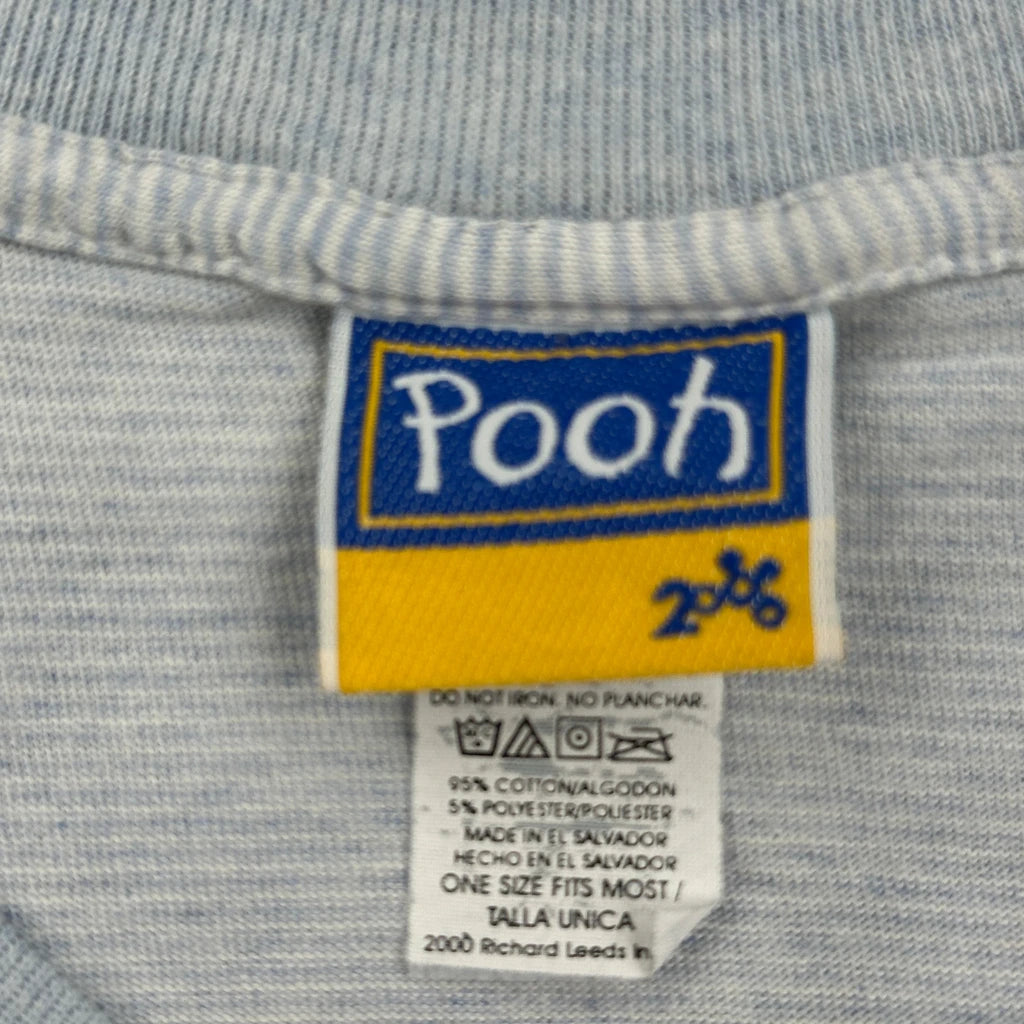 Pooh
2000
DO NOT IRON. NO PLANCHAR.
95% COTTON/ALGODON
5% POLYESTER/POLIESTER
MADE IN EL SALVADOR
HECHO EN EL SALVADOR
ONE SIZE FITS MOST /
TALLA UNICA
2000 Richard Leeds In